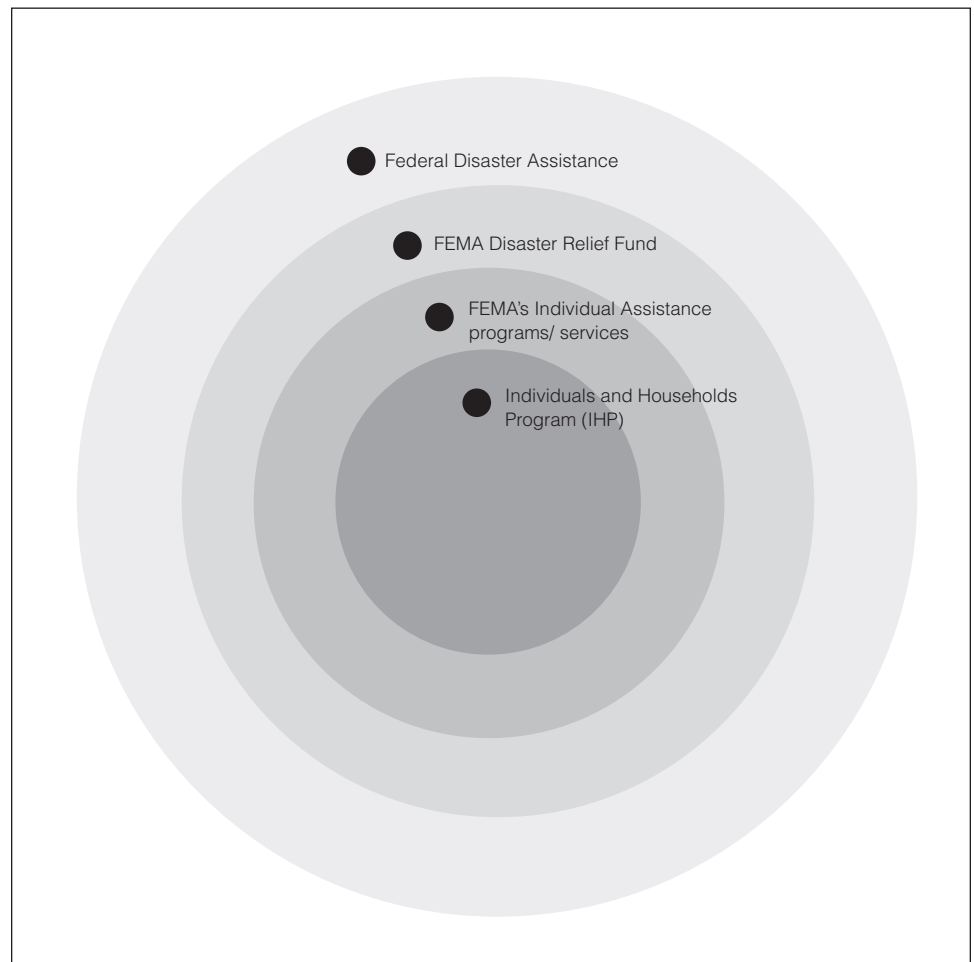 Federal Disaster Assistance
FEMA Disaster Relief Fund
FEMA’s Individual Assistance
programs/ services
Individuals and Households
Program (IHP)